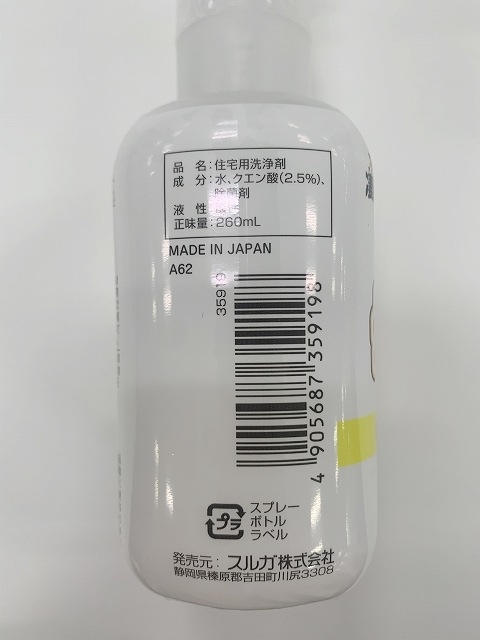 品 名:住宅用洗浄剤
成 分:水、クエン酸(2.5%)、
除菌剤
液 性:酸性
正味量:260mL
MADE IN JAPAN
A62
35919
4 905687 359198
プラ
スプレー
ボトル
ラベル
発売元: スルガ株式会社
静岡県榛原郡吉田町川尻3308